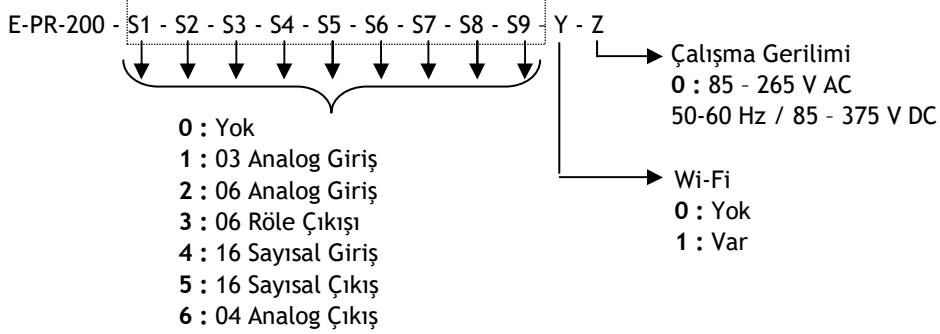 E-PR-200 - S1 - S2 - S3 - S4 - S5 - S6 - S7 - S8 - S9 - Y - Z
Çalışma Gerilimi
0 : 85 – 265 V AC
50-60 Hz / 85 – 375 V DC
Wi-Fi
0 : Yok
1 : Var
0 : Yok
1 : 03 Analog Giriş
2 : 06 Analog Giriş
3 : 06 Röle Çıkışı
4 : 16 Sayısal Giriş
5 : 16 Sayısal Çıkış
6 : 04 Analog Çıkış